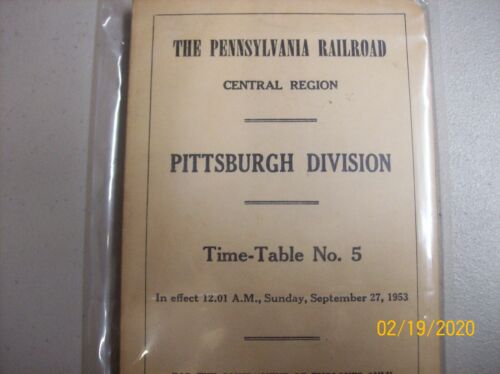 THE PENNSYLVANIA RAILROAD
CENTRAL REGION
PITTSBURGH DIVISION
Time-Table No. 5
In effect 12.01 A.M., Sunday, September 27, 1953
02/19/2020